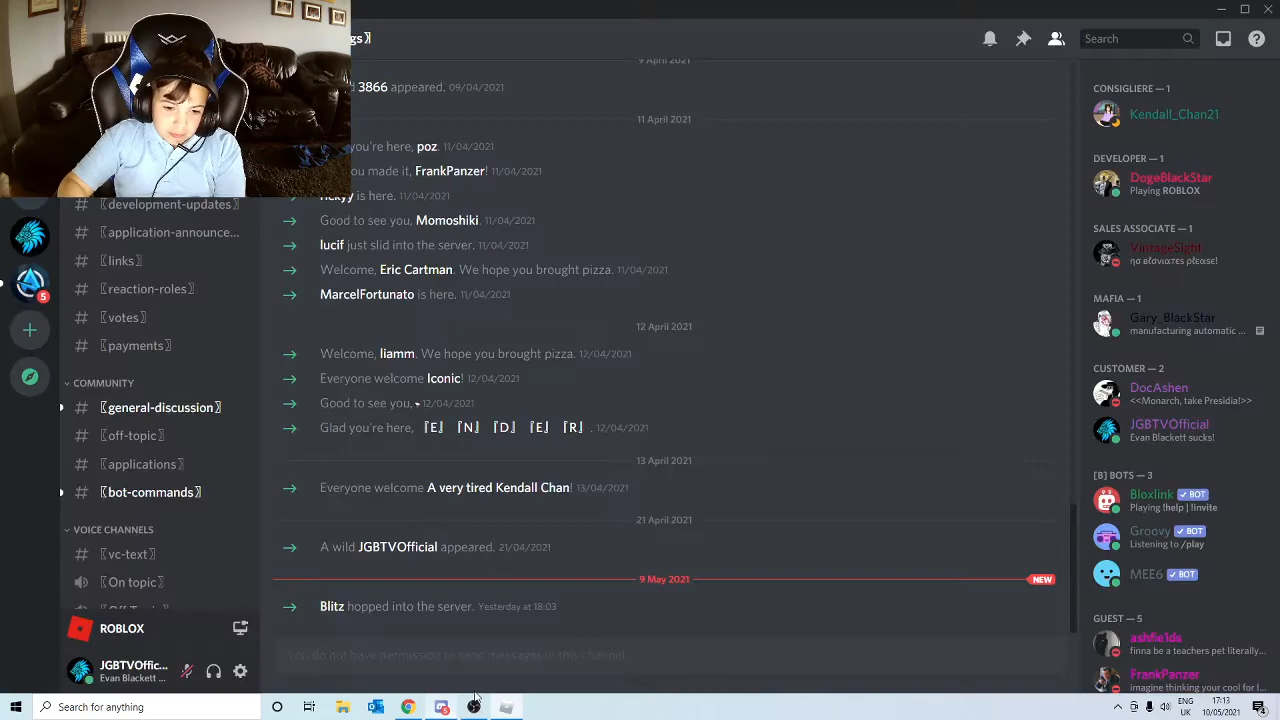 gs〛
Search
9 April 2021
3866 appeared. 09/04/2021
11 April 2021
you're here, poz. 11/04/2021
you made it, FrankPanzer! 11/04/2021
is here. 11/04/2021
Good to see you, Momoshiki. 11/04/2021
lucif just slid into the server. 11/04/2021
Welcome, Eric Cartman. We hope you brought pizza. 11/04/2021
MarcelFortunato is here. 11/04/2021
12 April 2021
Welcome, liamm. We hope you brought pizza. 12/04/2021
Everyone welcome Iconic! 12/04/2021
Good to see you, 12/04/2021
Glad you're here, 『E』 『N』 『D』 『E』 『R』 . 12/04/2021
13 April 2021
Everyone welcome A very tired Kendall Chan! 13/04/2021
21 April 2021
A wild JGBTVOfficial appeared. 21/04/2021
9 May 2021
NEW
Blitz hopped into the server. Yesterday at 18:03
You do not have permission to send messages in this channel.
# 〖development-updates〗
# 〖application-announce...
# 〖links〗
# 〖reaction-roles〗
# 〖votes〗
# 〖payments〗
COMMUNITY
# 〖general-discussion〗
# 〖off-topic〗
# 〖applications〗
# 〖bot-commands〗
VOICE CHANNELS
# 〖vc-text〗
〖On topic〗
〖Off Topic〗
5
ROBLOX
JGBTVOffic...
Evan Blackett ...
CONSIGLIERE — 1
Kendall_Chan21
DEVELOPER — 1
DogeBlackStar
Playing ROBLOX
SALES ASSOCIATE — 1
VintageSight
MAFIA — 1
Gary_BlackStar
manufacturing automatic ...
CUSTOMER — 2
DocAshen
<<Monarch, take Presidia!>>
JGBTVOfficial
Evan Blackett sucks!
[B] BOTS — 3
Bloxlink ✓ BOT
Playing !help | !invite
Groovy ✓ BOT
Listening to /play
MEE6 ✓ BOT
GUEST — 5
ashfie1ds
finna be a teachers pet literally...
FrankPanzer
imagine thinking your cool for l...
Search for anything
5
ENG
UK
17:13
10/05/2021
4